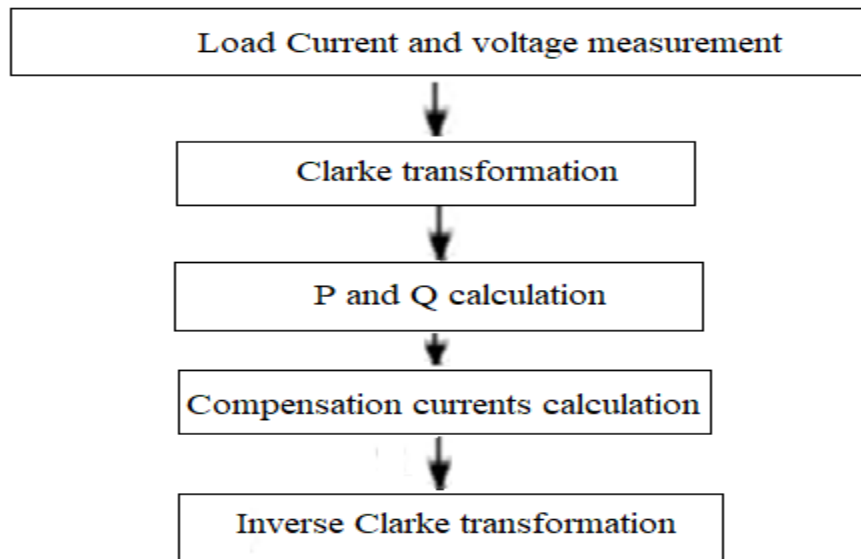 Load Current and voltage measurement
Clarke transformation
P and Q calculation
Compensation currents calculation
Inverse Clarke transformation